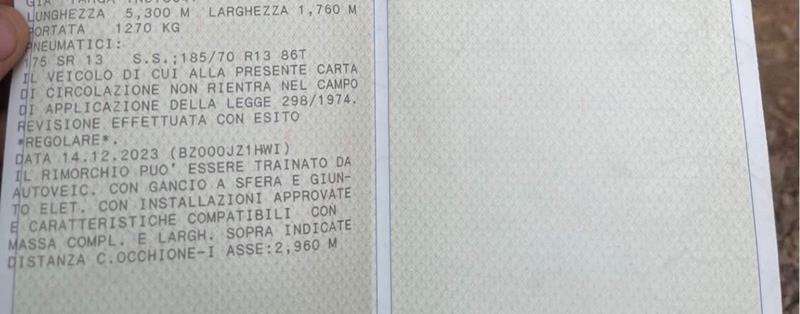 LUNGHEZZA 5,300 M LARGHEZZA 1,760 M
PORTATA 1270 KG
PNEUMATICI:
175 SR 13 S.S.;185/70 R13 86T
IL VEICOLO DI CUI ALLA PRESENTE CARTA
DI CIRCOLAZIONE NON RIENTRA NEL CAMPO
DI APPLICAZIONE DELLA LEGGE 298/1974.
REVISIONE EFFETTUATA CON ESITO
*REGOLARE*.
DATA 14.12.2023 (BZ000JZ1HWI)
IL RIMORCHIO PUO' ESSERE TRAINATO DA
AUTOVEIC. CON GANCIO A SFERA E GIUN-
TO ELET. CON INSTALLAZIONI APPROVATE
E CARATTERISTICHE COMPATIBILI CON
MASSA COMPL. E LARGH. SOPRA INDICATE
DISTANZA C.OCCHIONE-I ASSE:2,960 M